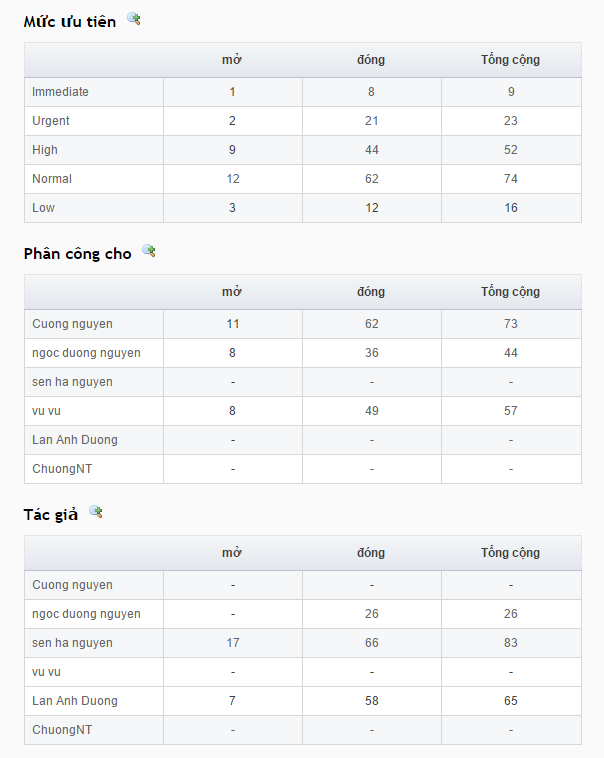 Mức ưu tiên
mở đóng Tổng cộng
Immediate 1 8 9
Urgent 2 21 23
High 9 44 52
Normal 12 62 74
Low 3 12 16
Phân công cho
mở đóng Tổng cộng
Cuong nguyen 11 62 73
ngoc duong nguyen 8 36 44
sen ha nguyen - - -
vu vu 8 49 57
Lan Anh Duong - - -
ChuongNT - - -
Tác giả
mở đóng Tổng cộng
Cuong nguyen - - -
ngoc duong nguyen - 26 26
sen ha nguyen 17 66 83
vu vu - - -
Lan Anh Duong 7 58 65
ChuongNT - - -